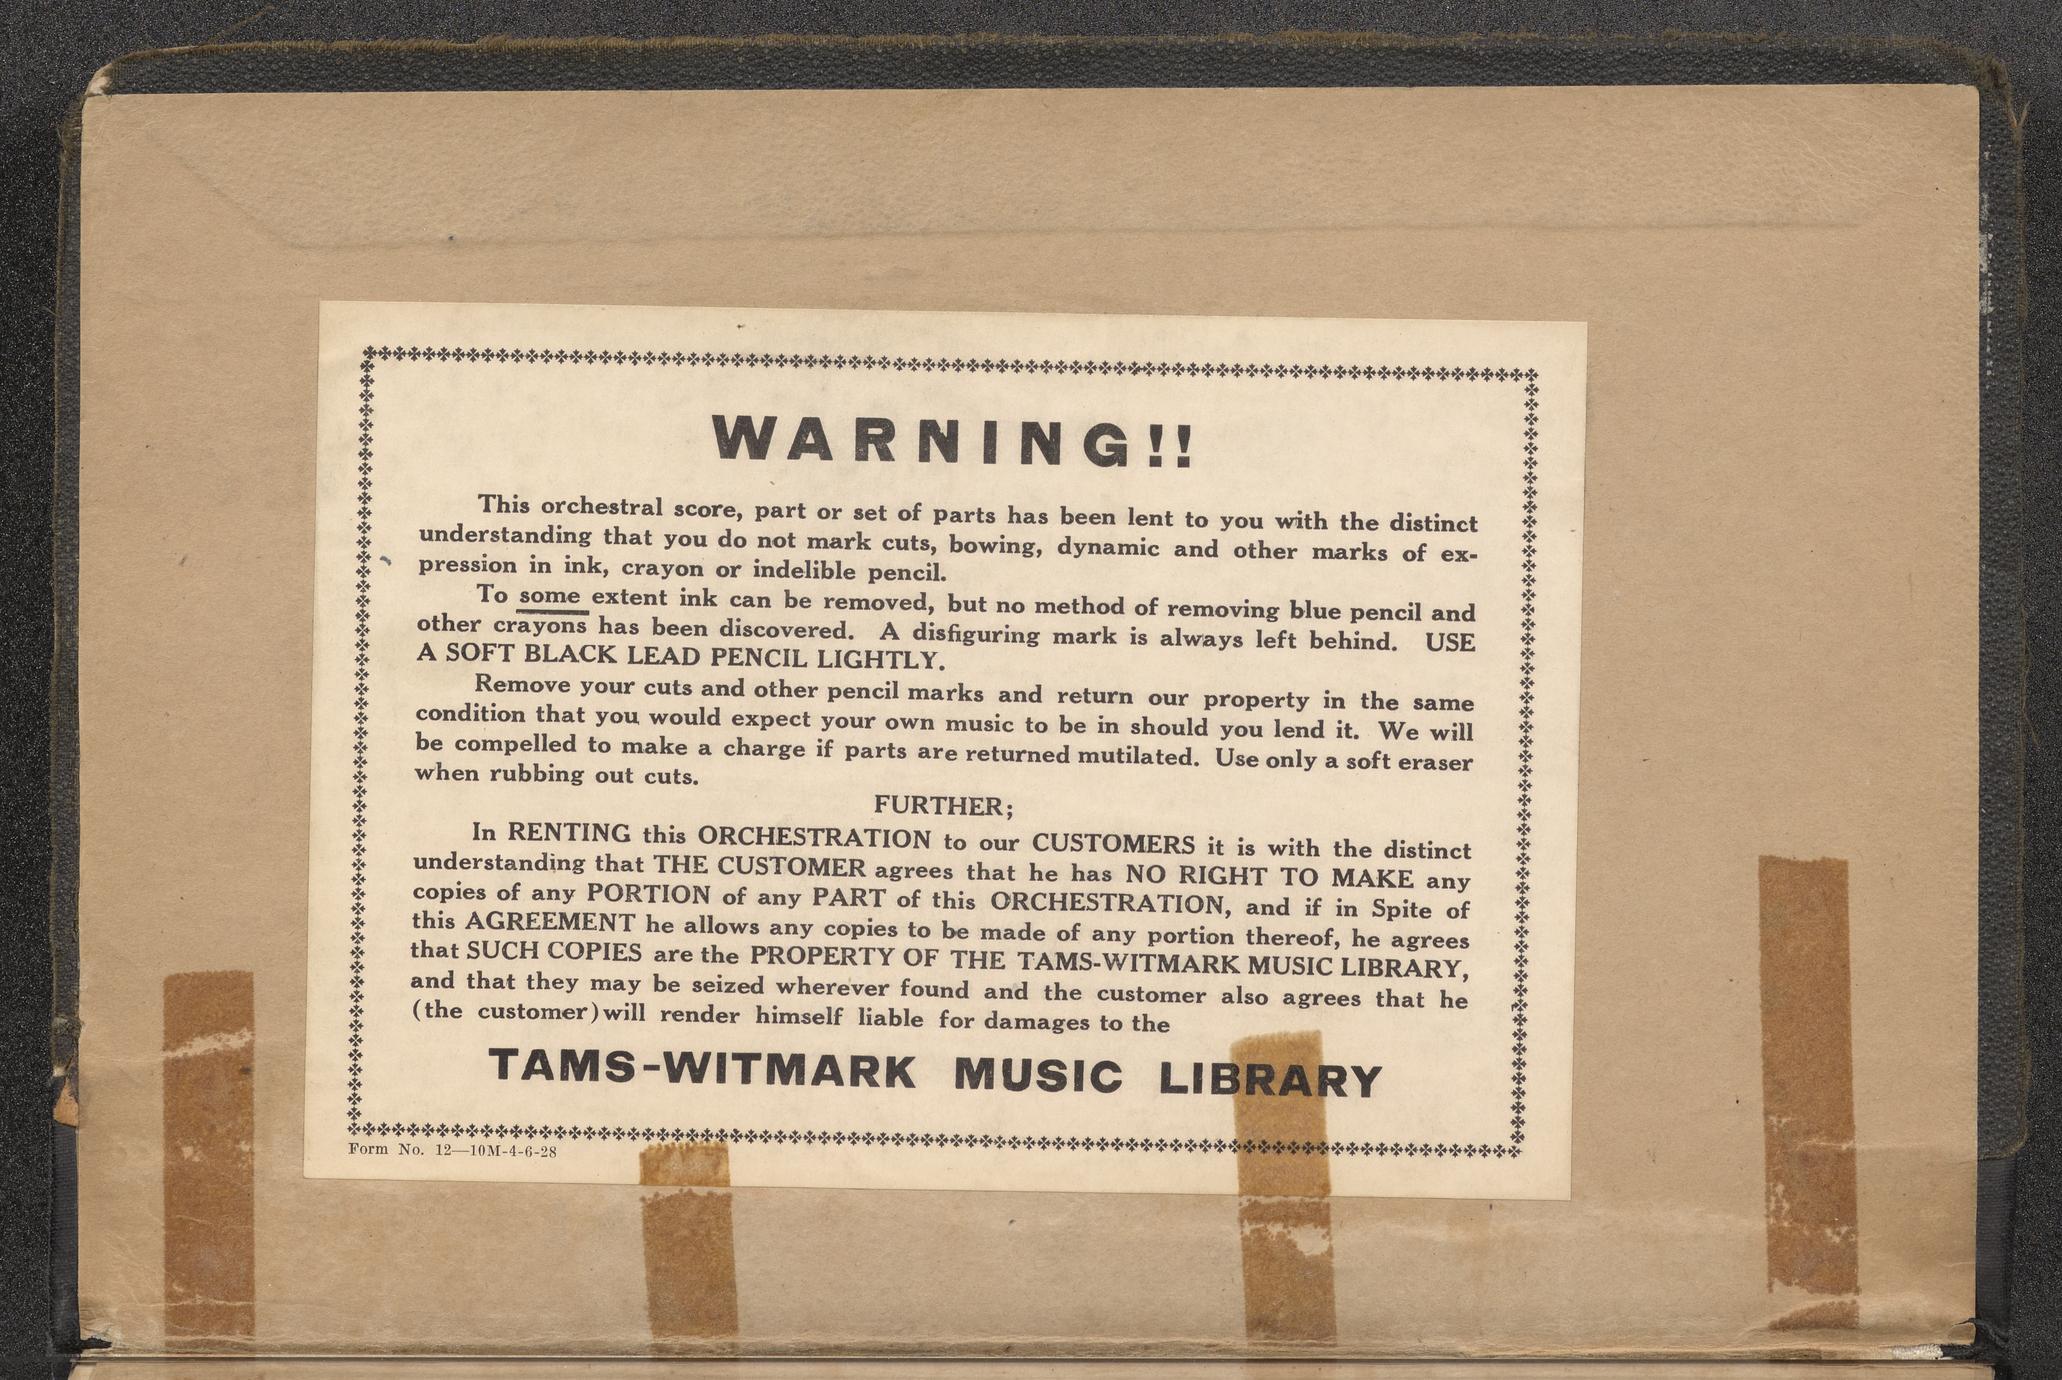 WARNING!!
This orchestral score, part or set of parts has been lent to you with the distinct
understanding that you do not mark cuts, bowing, dynamic and other marks of ex-
pression in ink, crayon or indelible pencil.
To some extent ink can be removed, but no method of removing blue pencil and
other crayons has been discovered. A disfiguring mark is always left behind. USE
A SOFT BLACK LEAD PENCIL LIGHTLY.
Remove your cuts and other pencil marks and return our property in the same
condition that you would expect your own music to be in should you lend it. We will
be compelled to make a charge if parts are returned mutilated. Use only a soft eraser
when rubbing out cuts.
FURTHER;
In RENTING this ORCHESTRATION to our CUSTOMERS it is with the distinct
understanding that THE CUSTOMER agrees that he has NO RIGHT TO MAKE any
copies of any PORTION of any PART of this ORCHESTRATION, and if in Spite of
this AGREEMENT he allows any copies to be made of any portion thereof, he agrees
that SUCH COPIES are the PROPERTY OF THE TAMS-WITMARK MUSIC LIBRARY,
and that they may be seized wherever found and the customer also agrees that he
(the customer) will render himself liable for damages to the
TAMS-WITMARK MUSIC LIBRARY
Form No. 12—10M-4-6-28